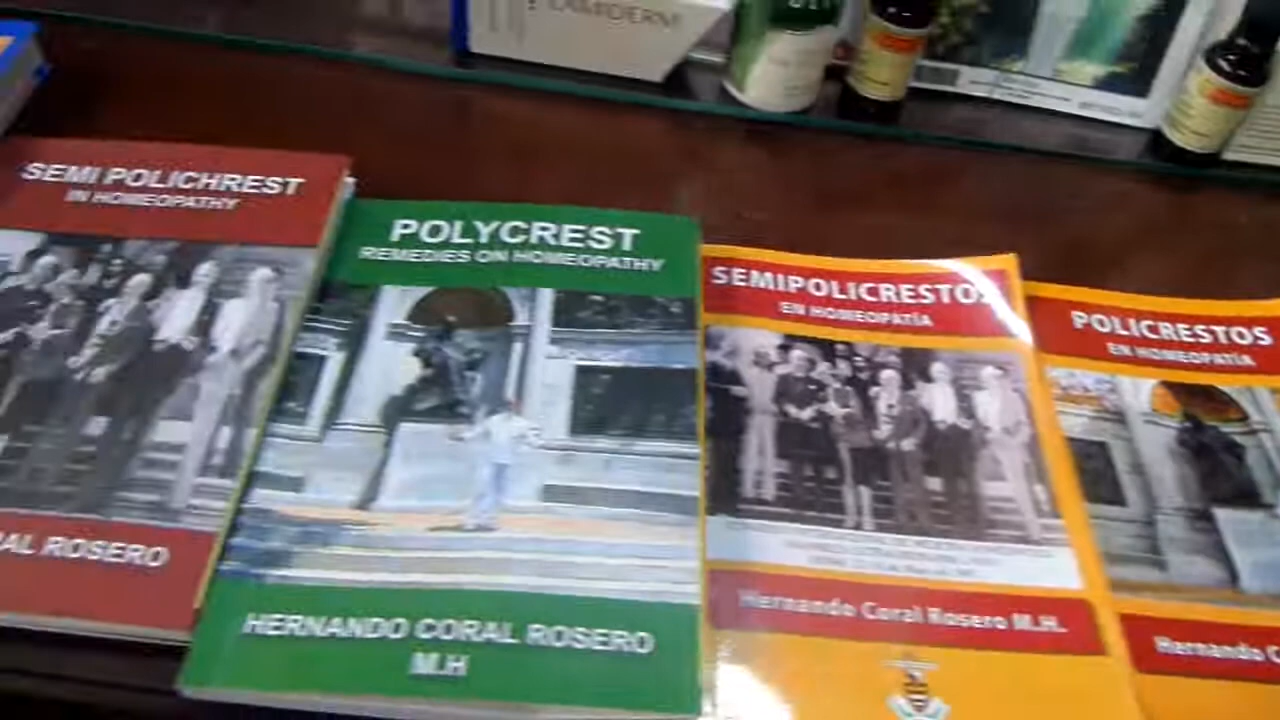 SEMI POLICHREST
IN HOMEOPATHY
AL ROSERO
POLYCREST
REMEDIES ON HOMEOPATHY
HERNANDO CORAL ROSERO
M.H
SEMIPOLICRESTOS
EN HOMEOPATÍA
Hernando Coral Rosero M.H.
POLICRESTOS
EN HOMEOPATÍA
Hernando C